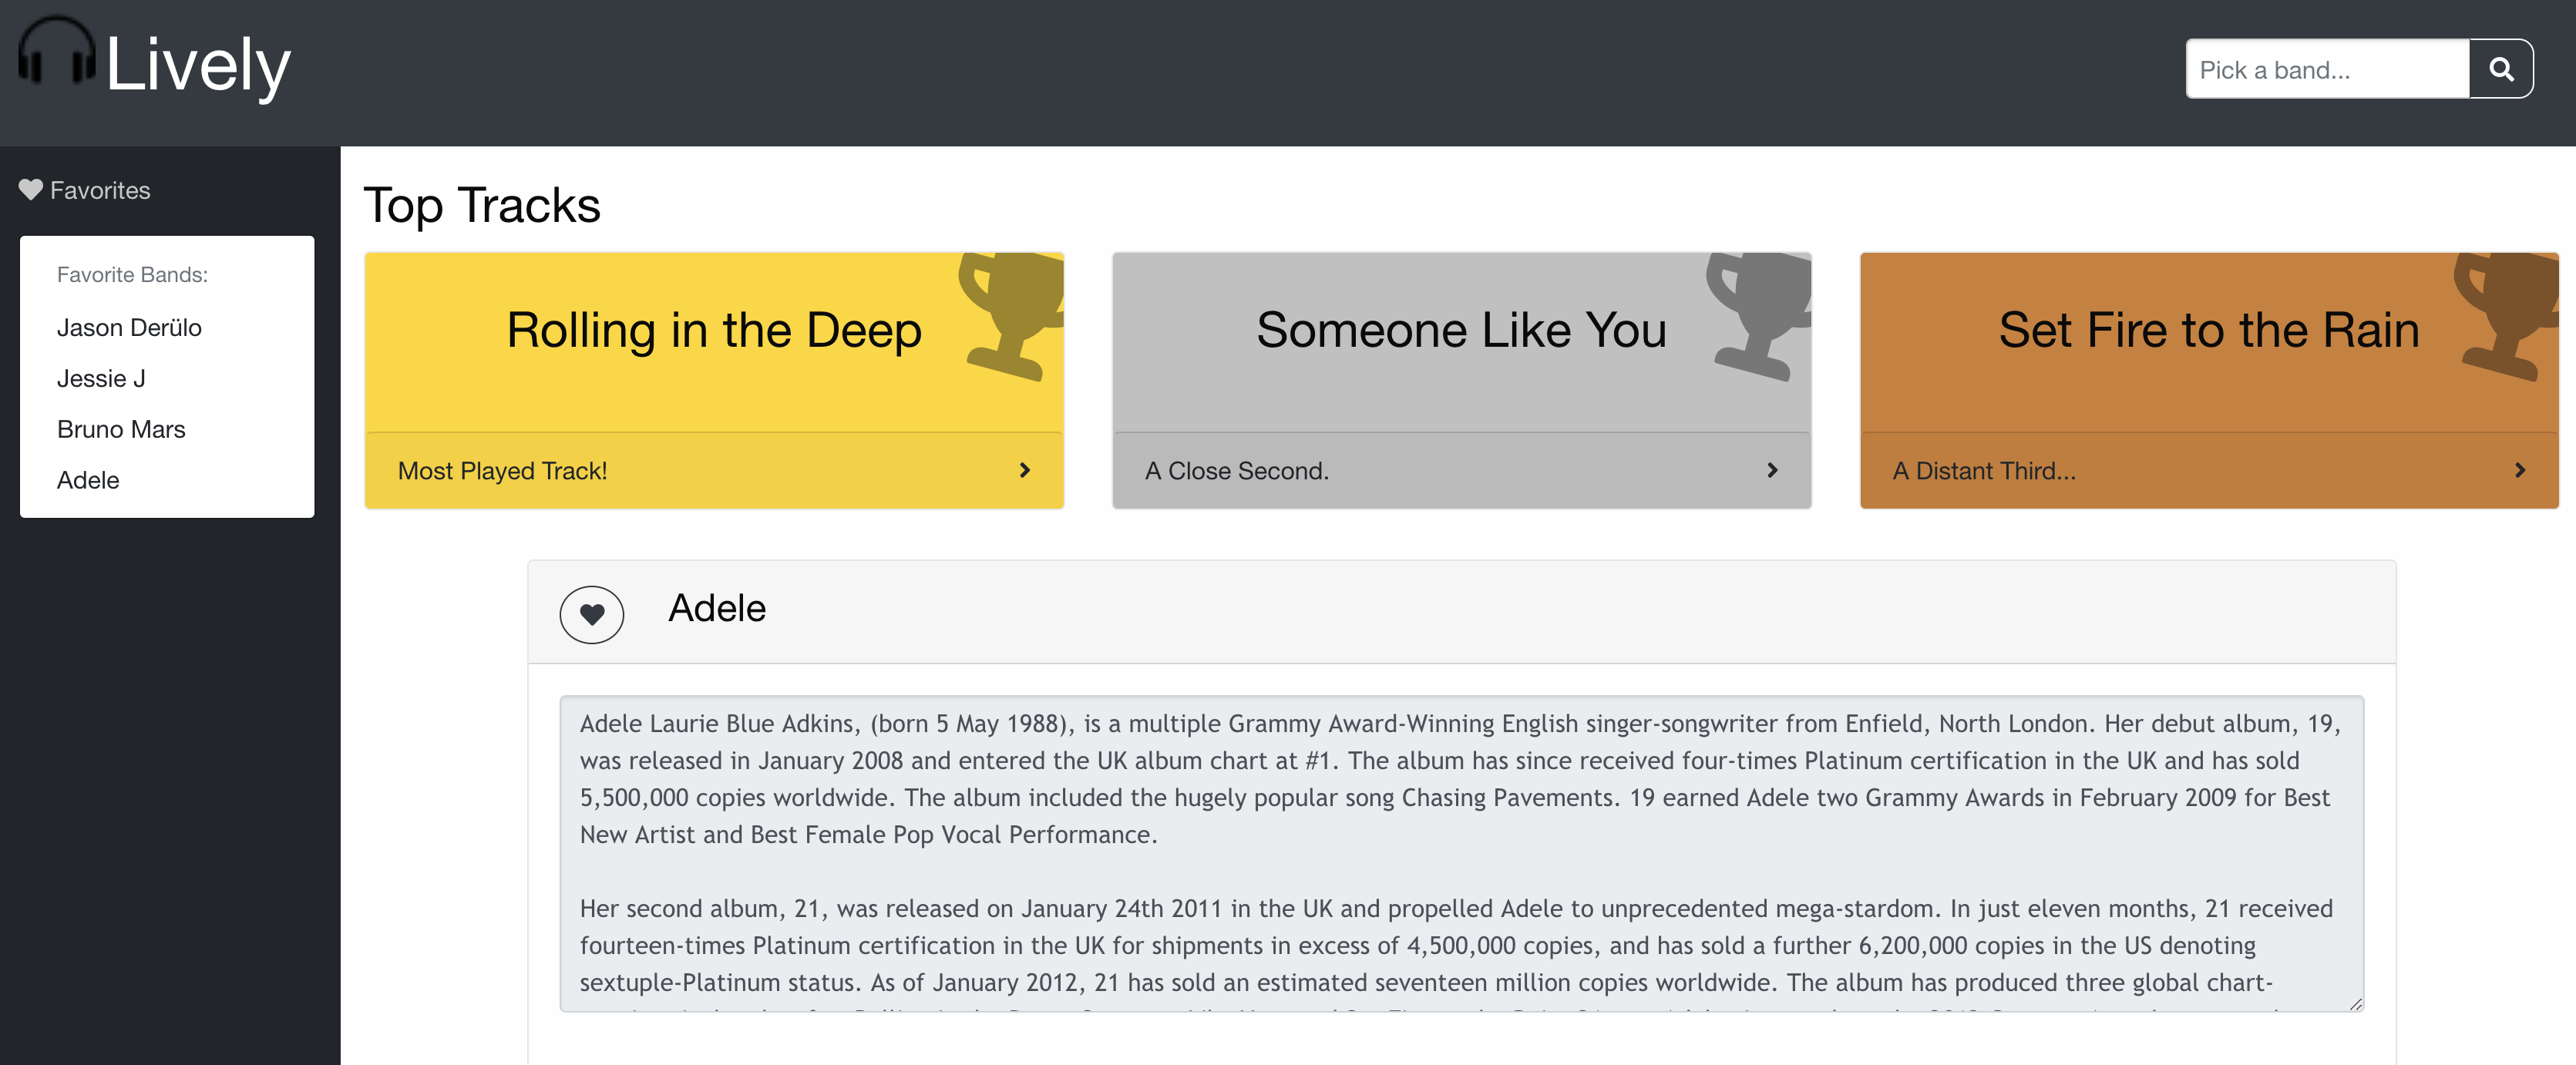 Lively
Pick a band...
Favorites
Favorite Bands:
Jason Derülo
Jessie J
Bruno Mars
Adele
Top Tracks
Rolling in the Deep
Most Played Track!
Someone Like You
A Close Second.
Set Fire to the Rain
A Distant Third...
Adele
Adele Laurie Blue Adkins, (born 5 May 1988), is a multiple Grammy Award-Winning English singer-songwriter from Enfield, North London. Her debut album, 19,
was released in January 2008 and entered the UK album chart at #1. The album has since received four-times Platinum certification in the UK and has sold
5,500,000 copies worldwide. The album included the hugely popular song Chasing Pavements. 19 earned Adele two Grammy Awards in February 2009 for Best
New Artist and Best Female Pop Vocal Performance.
Her second album, 21, was released on January 24th 2011 in the UK and propelled Adele to unprecedented mega-stardom. In just eleven months, 21 received
fourteen-times Platinum certification in the UK for shipments in excess of 4,500,000 copies, and has sold a further 6,200,000 copies in the US denoting
sextuple-Platinum status. As of January 2012, 21 has sold an estimated seventeen million copies worldwide. The album has produced three global chart-